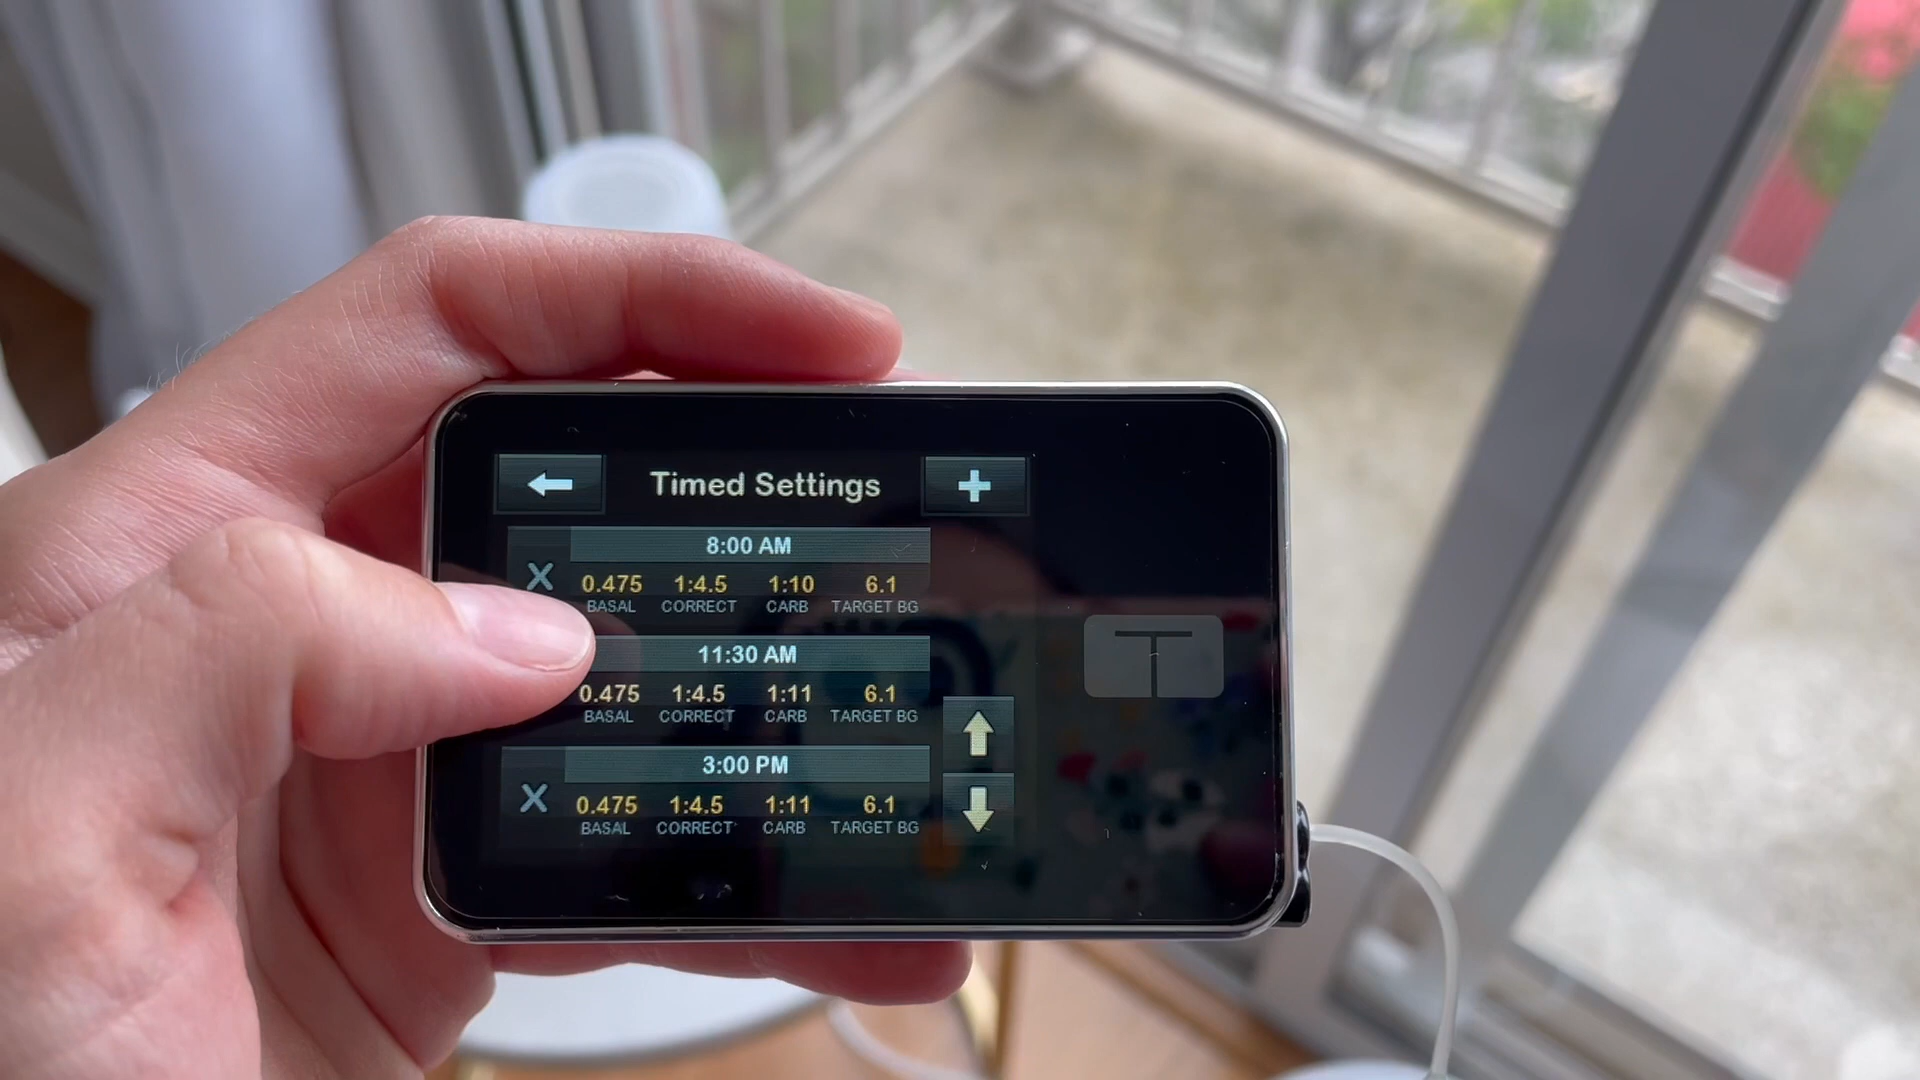 Timed Settings
8:00 AM
0.475 1:4.5 1:10 6.1
BASAL CORRECT CARB TARGET BG
11:30 AM
0.475 1:4.5 1:11 6.1
BASAL CORRECT CARB TARGET BG
3:00 PM
0.475 1:4.5 1:11 6.1
BASAL CORRECT CARB TARGET BG
T